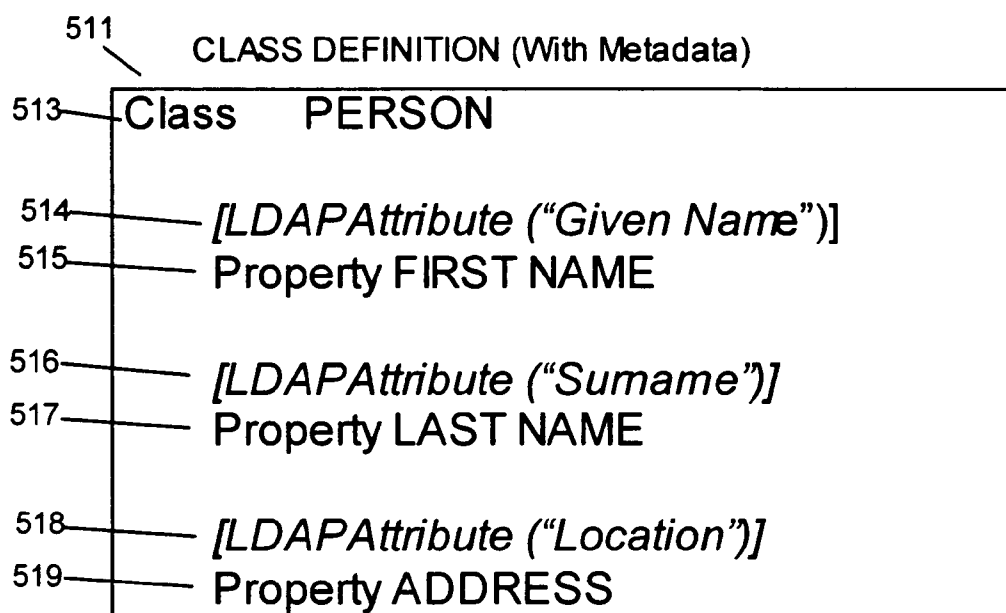 511
CLASS DEFINITION (With Metadata)
513 Class PERSON
514 [LDAPAttribute (“Given Name”)]
515 Property FIRST NAME
516 [LDAPAttribute (“Surname”)]
517 Property LAST NAME
518 [LDAPAttribute (“Location”)]
519 Property ADDRESS